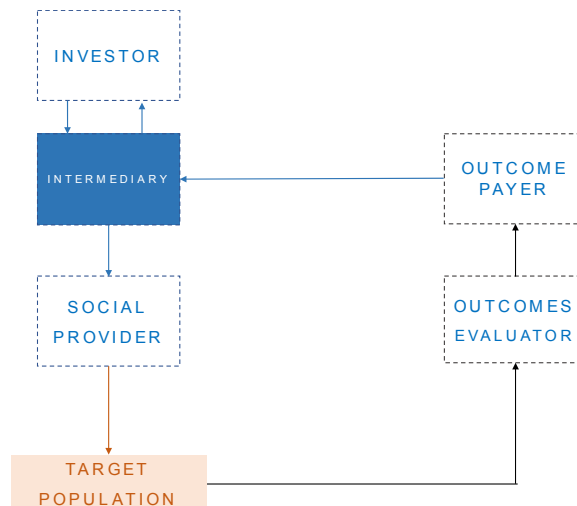 INVESTOR
INTERMEDIARY
OUTCOME
PAYER
SOCIAL
PROVIDER
OUTCOMES
EVALUATOR
TARGET
POPULATION